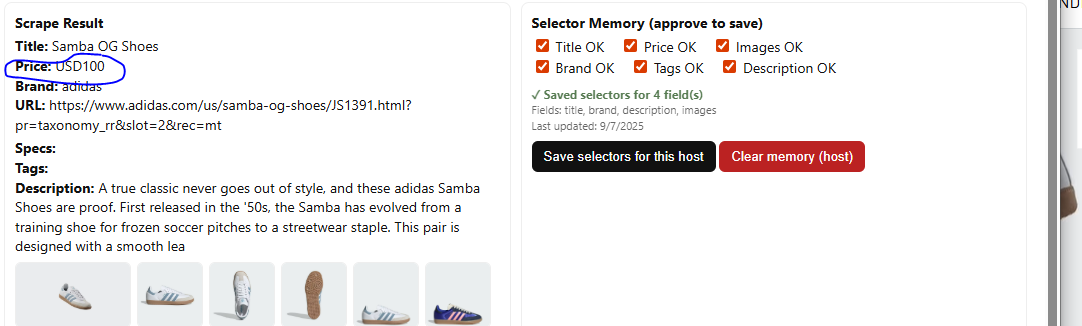 Scrape Result
Title: Samba OG Shoes
Price: USD100
Brand: adidas
URL: https://www.adidas.com/us/samba-og-shoes/JS1391.html?
pr=taxonomy_rr&slot=2&rec=mt
Specs:
Tags:
Description: A true classic never goes out of style, and these adidas Samba
Shoes are proof. First released in the '50s, the Samba has evolved from a
training shoe for frozen soccer pitches to a streetwear staple. This pair is
designed with a smooth lea
Selector Memory (approve to save)
Title OK Price OK Images OK
Brand OK Tags OK Description OK
✓ Saved selectors for 4 field(s)
Fields: title, brand, description, images
Last updated: 9/7/2025
Save selectors for this host Clear memory (host)
ND